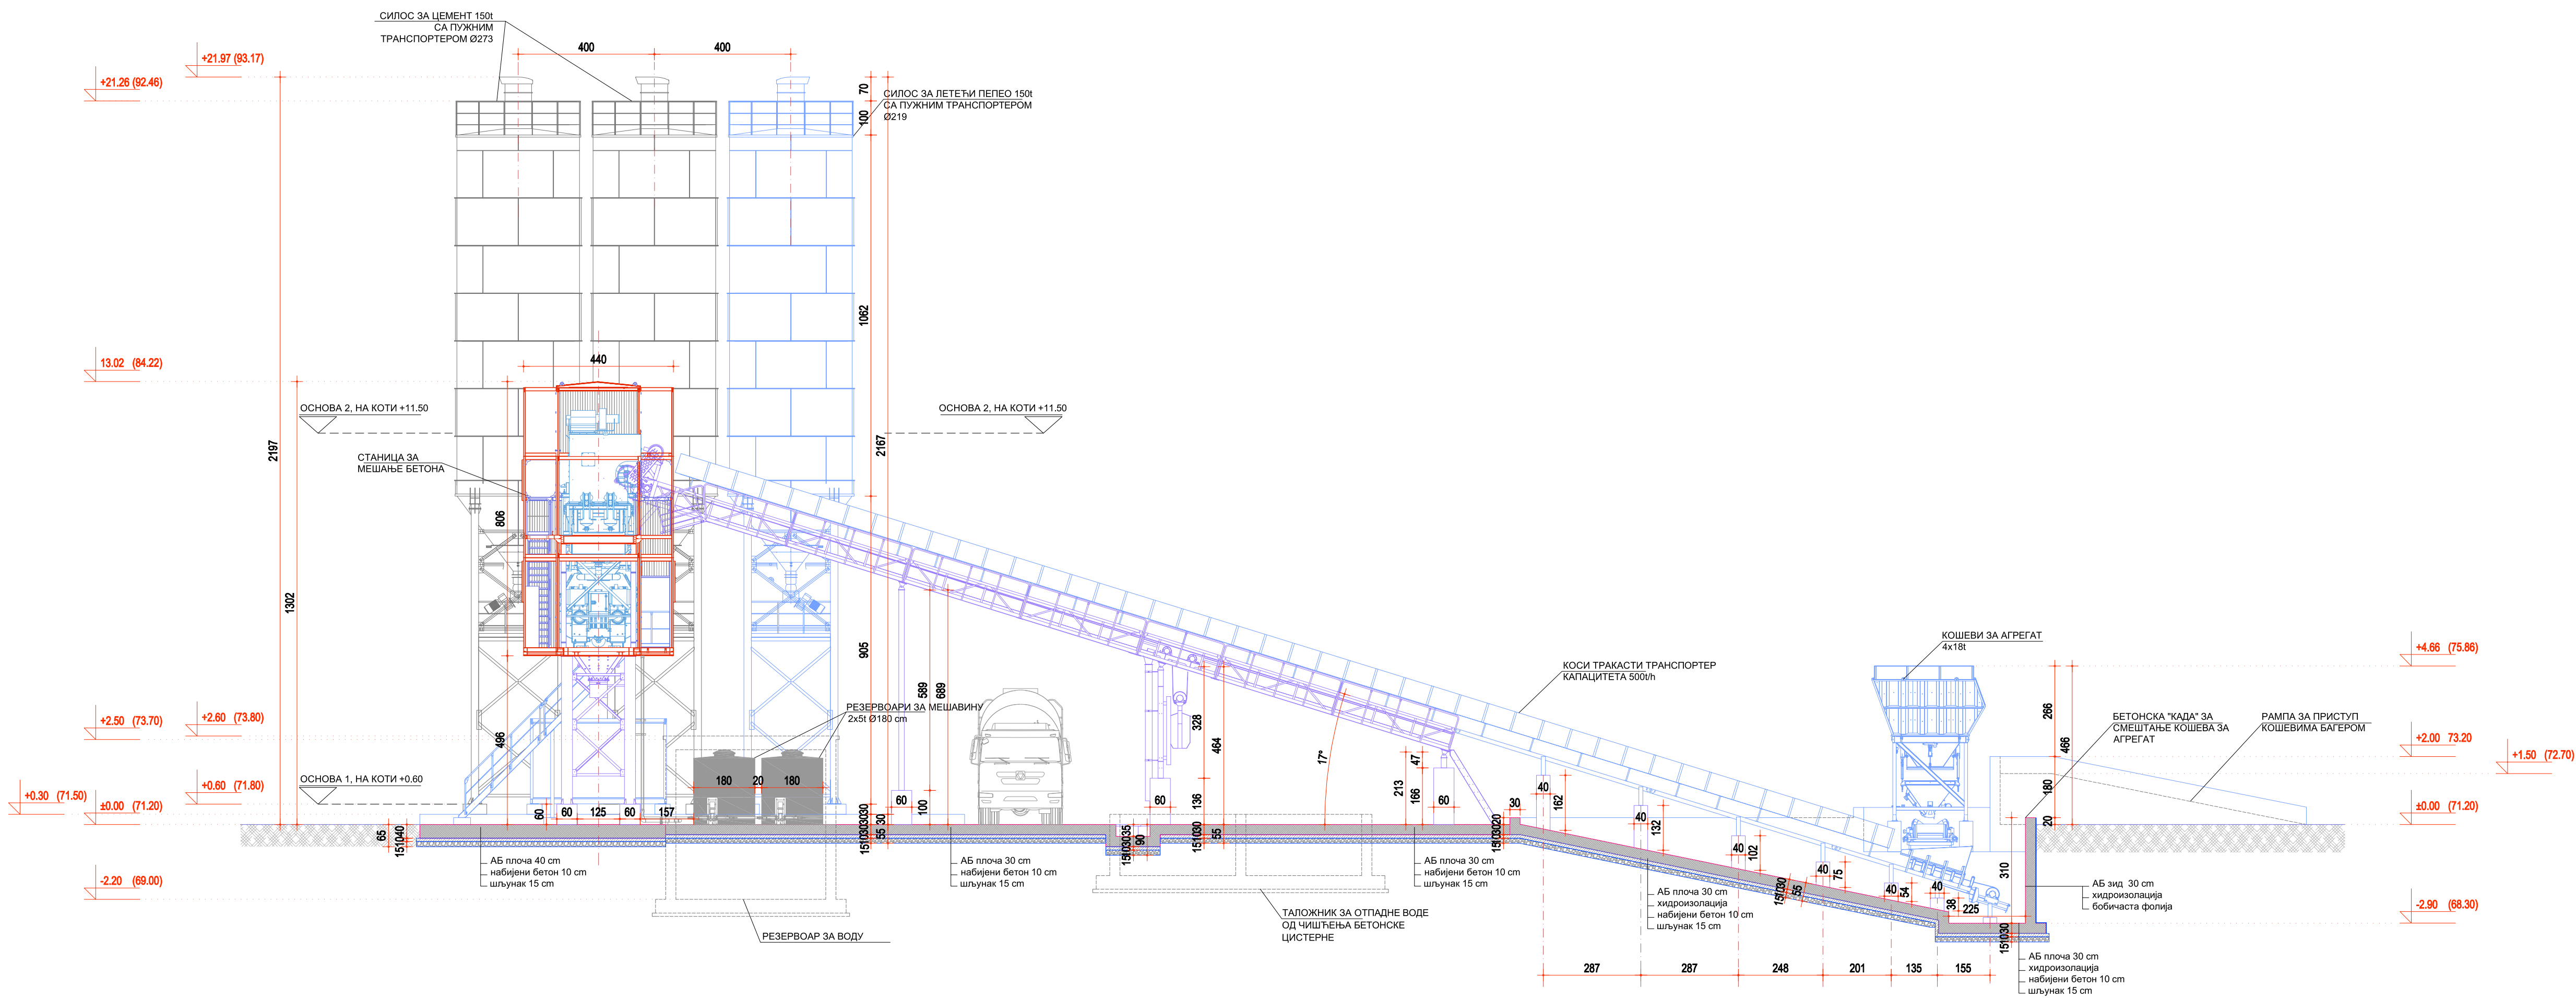 СИЛОС ЗА ЦЕМЕНТ 150t
СА ПУЖНИМ
ТРАНСПОРТЕРОМ Ø273
400
400
+21.97 (93.17)
+21.26 (92.46)
70
СИЛОС ЗА ЛЕТЕЋИ ПЕПЕО 150t
СА ПУЖНИМ ТРАНСПОРТЕРОМ
Ø219
100
1062
13.02 (84.22)
440
ОСНОВА 2, НА КОТИ +11.50
ОСНОВА 2, НА КОТИ +11.50
2197
2167
СТАНИЦА ЗА
МЕШАЊЕ БЕТОНА
806
1302
905
589
689
КОШЕВИ ЗА АГРЕГАТ
4x18t
+4.66 (75.86)
КОСИ ТРАКАСТИ ТРАНСПОРТЕР
КАПАЦИТЕТА 500t/h
РЕЗЕРВОАРИ ЗА МЕШАВИНУ
2x5t Ø180 cm
+2.50 (73.70)
+2.60 (73.80)
496
328
464
17°
266
466
БЕТОНСКА "КАДА" ЗА
СМЕШТАЊЕ КОШЕВА ЗА
АГРЕГАТ
РАМПА ЗА ПРИСТУП
КОШЕВИМА БАГЕРОМ
+2.00 73.20
+1.50 (72.70)
ОСНОВА 1, НА КОТИ +0.60
180
20
180
213
47
166
180
+0.30 (71.50)
±0.00 (71.20)
+0.60 (71.80)
60
60
125
60
157
60
100
60
136
60
30
40
162
40
132
40
102
40
75
40
54
40
38
225
±0.00 (71.20)
20
310
65
151040
15103030
55 30
15103035
90
151030
55
15103020
151030
55
151030
АБ плоча 40 cm
набијени бетон 10 cm
шљунак 15 cm
АБ плоча 30 cm
набијени бетон 10 cm
шљунак 15 cm
АБ плоча 30 cm
набијени бетон 10 cm
шљунак 15 cm
АБ плоча 30 cm
хидроизолација
набијени бетон 10 cm
шљунак 15 cm
АБ зид 30 cm
хидроизолација
бобичаста фолија
-2.20 (69.00)
-2.90 (68.30)
ТАЛОЖНИК ЗА ОТПАДНЕ ВОДЕ
ОД ЧИШЋЕЊА БЕТОНСКЕ
ЦИСТЕРНЕ
РЕЗЕРВОАР ЗА ВОДУ
287
287
248
201
135
155
АБ плоча 30 cm
хидроизолација
набијени бетон 10 cm
шљунак 15 cm